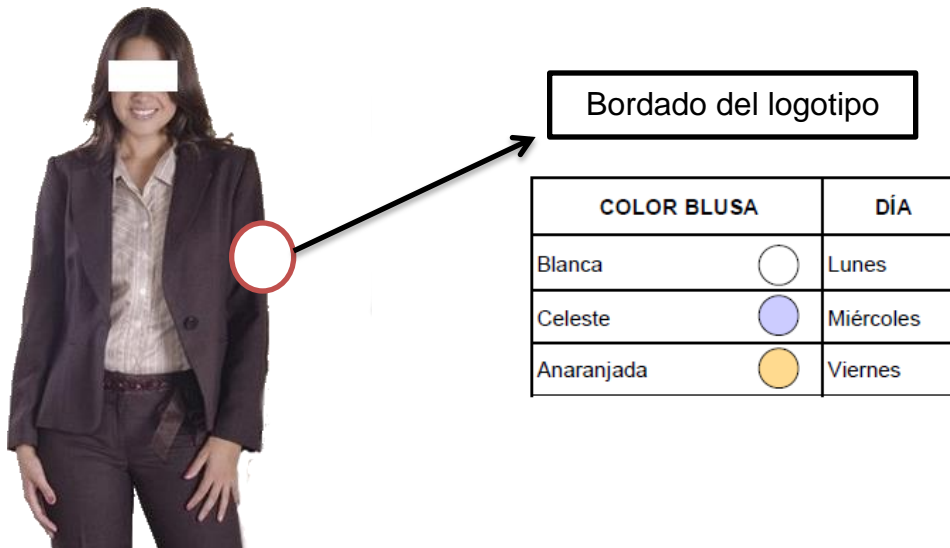 Bordado del logotipo
COLOR BLUSA DÍA
Blanca Lunes
Celeste Miércoles
Anaranjada Viernes